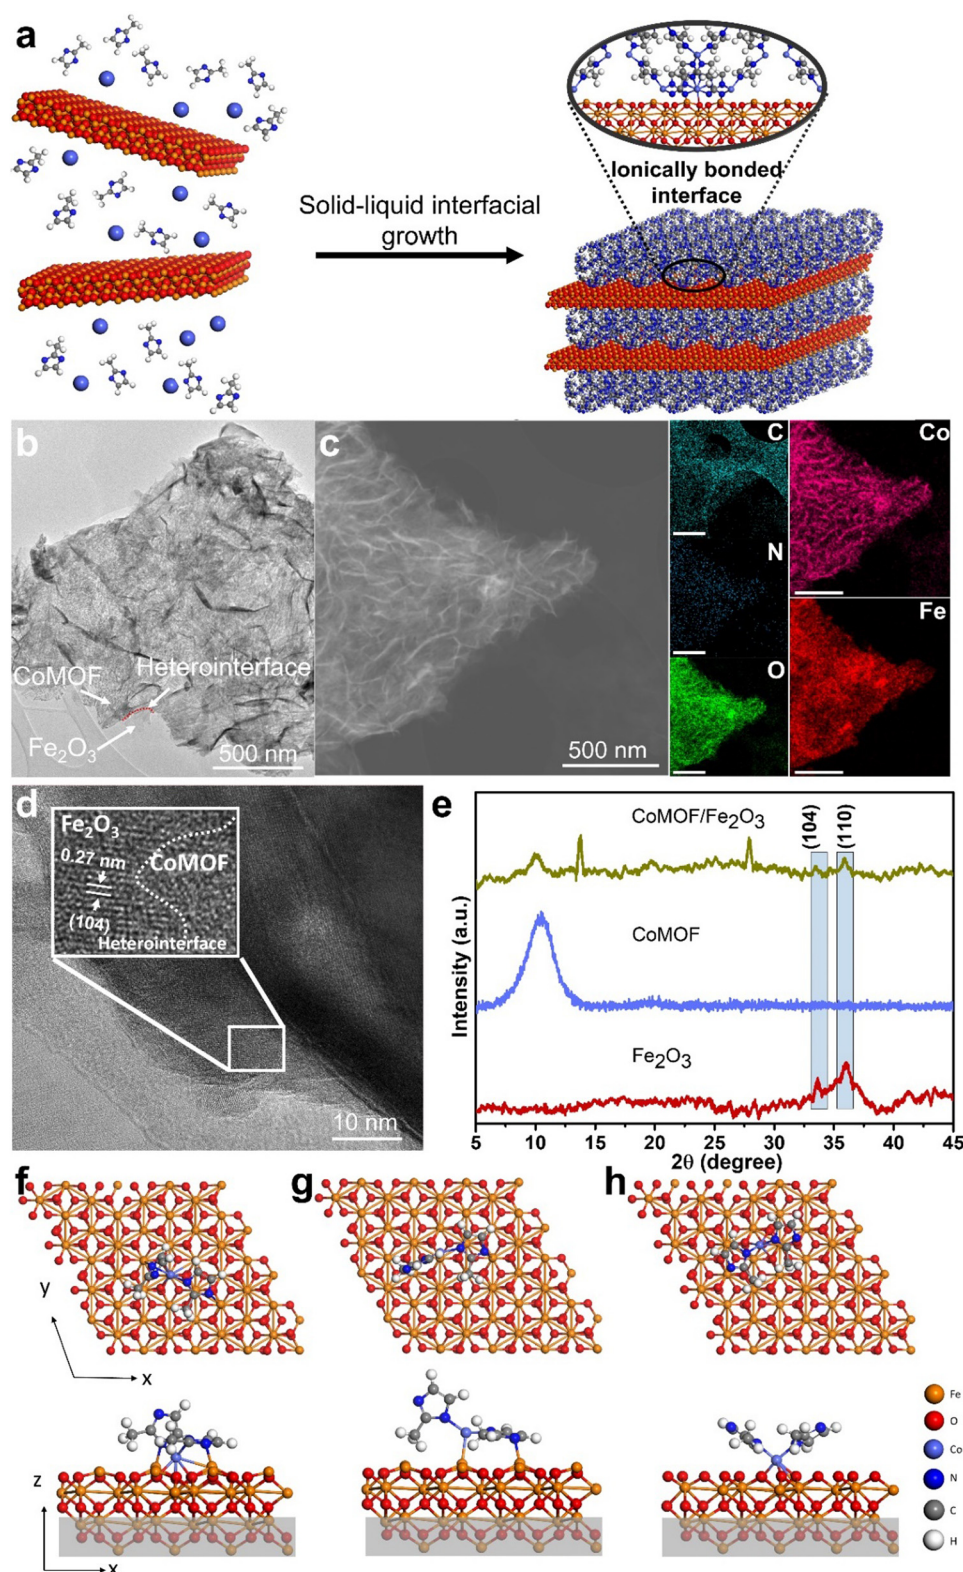 a
Ionically bonded
interface
Solid-liquid interfacial
growth
b
CoMOF
Heterointerface
Fe₂O₃
500 nm
c
500 nm
C
N
O
Co
Fe
d
Fe₂O₃
0.27 nm
CoMOF
(104)
Heterointerface
10 nm
e
CoMOF/Fe₂O₃
(104)
(110)
CoMOF
Fe₂O₃
Intensity (a.u.)
5 10 15 20 25 30 35 40 45
2θ (degree)
f
g
h
y
x
z
x
Fe
O
Co
N
C
H